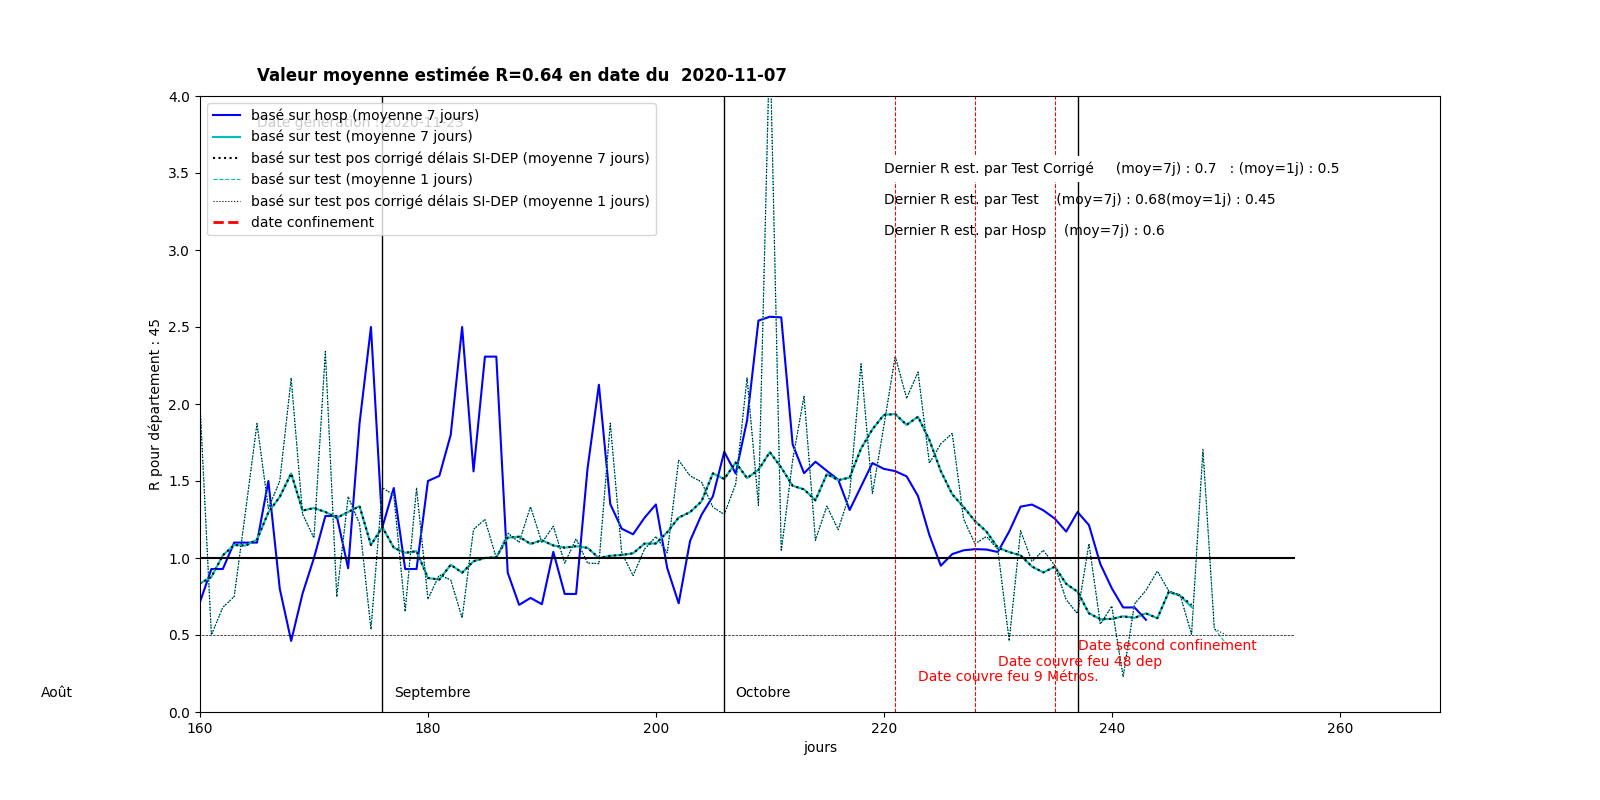 Valeur moyenne estimée R=0.64 en date du  2020-11-07
Date génération : 2020-11-23
basé sur hosp (moyenne 7 jours)
basé sur test (moyenne 7 jours)
basé sur test pos corrigé délais SI-DEP (moyenne 7 jours)
basé sur test (moyenne 1 jours)
basé sur test pos corrigé délais SI-DEP (moyenne 1 jours)
date confinement
Dernier R est. par Test Corrigé (moy=7j) : 0.7 : (moy=1j) : 0.5
Dernier R est. par Test (moy=7j) : 0.68(moy=1j) : 0.45
Dernier R est. par Hosp (moy=7j) : 0.6
4.0
3.5
3.0
2.5
2.0
1.5
1.0
0.5
0.0
R pour département : 45
Date second confinement
Date couvre feu 48 dep
Date couvre feu 9 Métros.
Août
Septembre
Octobre
160
180
200
220
240
260
jours